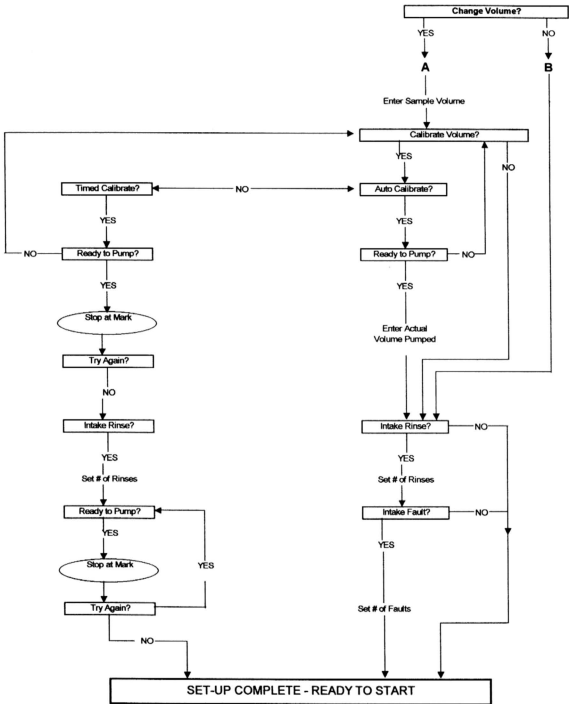 Change Volume?
YES
NO
A
B
Enter Sample Volume
Calibrate Volume?
YES
NO
Timed Calibrate?
NO
Auto Calibrate?
YES
YES
NO
Ready to Pump?
Ready to Pump?
NO
YES
YES
Stop at Mark
Enter Actual
Volume Pumped
Try Again?
NO
Intake Rinse?
Intake Rinse?
NO
YES
YES
Set # of Rinses
Set # of Rinses
Ready to Pump?
Intake Fault?
NO
YES
YES
YES
Stop at Mark
Try Again?
Set # of Faults
NO
SET-UP COMPLETE - READY TO START